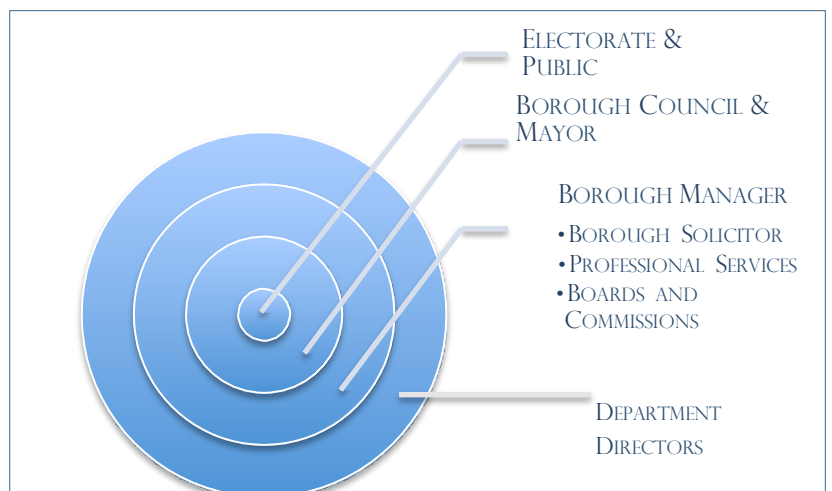 Electorate &
Public
Borough Council &
Mayor
Borough Manager
•Borough Solicitor
•Professional Services
•Boards and
Commissions
Department
Directors